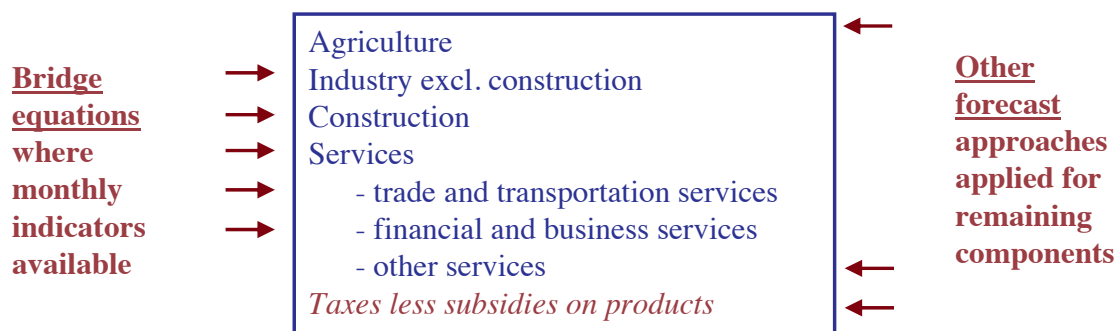 Bridge
equations
where
monthly
indicators
available
Agriculture
Industry excl. construction
Construction
Services
- trade and transportation services
- financial and business services
- other services
Taxes less subsidies on products
Other
forecast
approaches
applied for
remaining
components